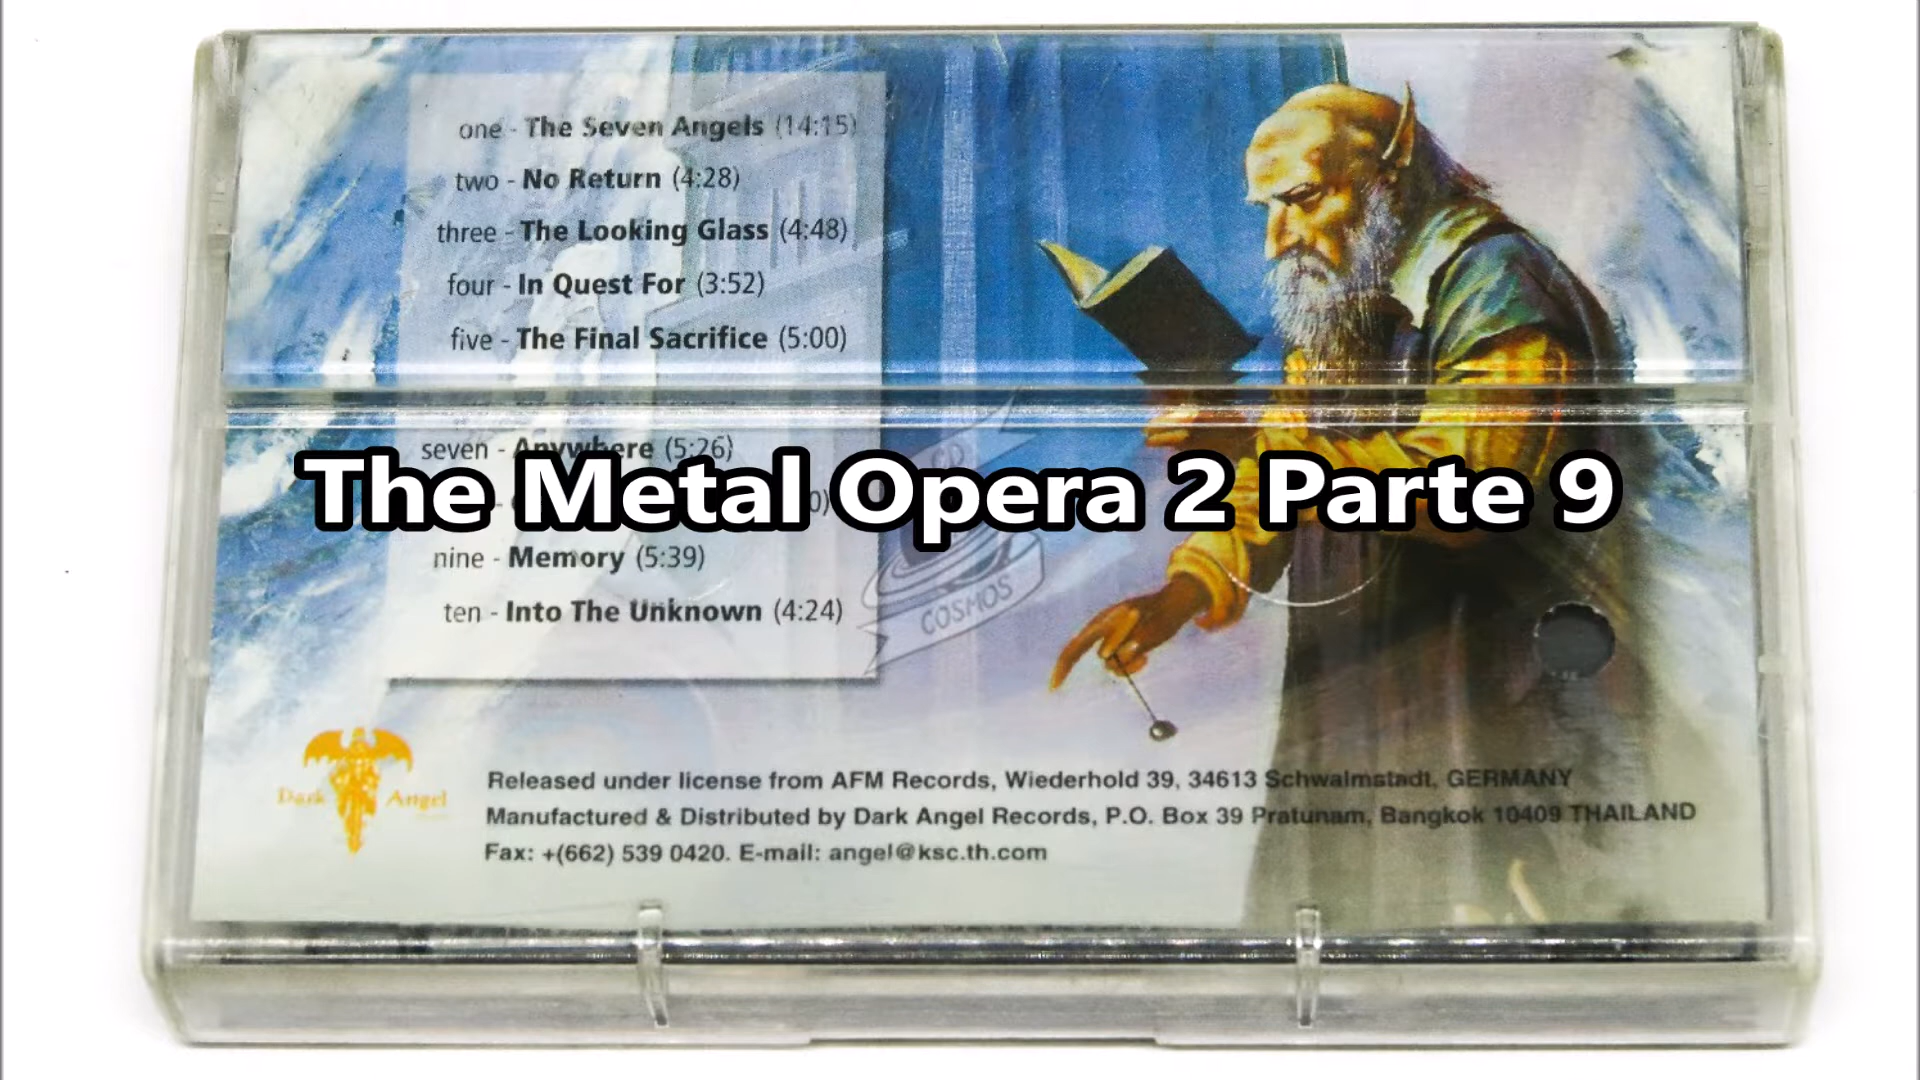 one - The Seven Angels (14:15)
two - No Return (4:28)
three - The Looking Glass (4:48)
four - In Quest For (3:52)
five - The Final Sacrifice (5:00)
seven - Anywhere (5:26)
The Metal Opera 2 Parte 9
nine - Memory (5:39)
ten - Into The Unknown (4:24)
COSMOS
Dark Angel
Released under license from AFM Records, Wiederhold 39, 34613 Schwalmstadt, GERMANY
Manufactured & Distributed by Dark Angel Records, P.O. Box 39 Pratunam, Bangkok 10409 THAILAND
Fax: +(662) 539 0420. E-mail: angel@ksc.th.com